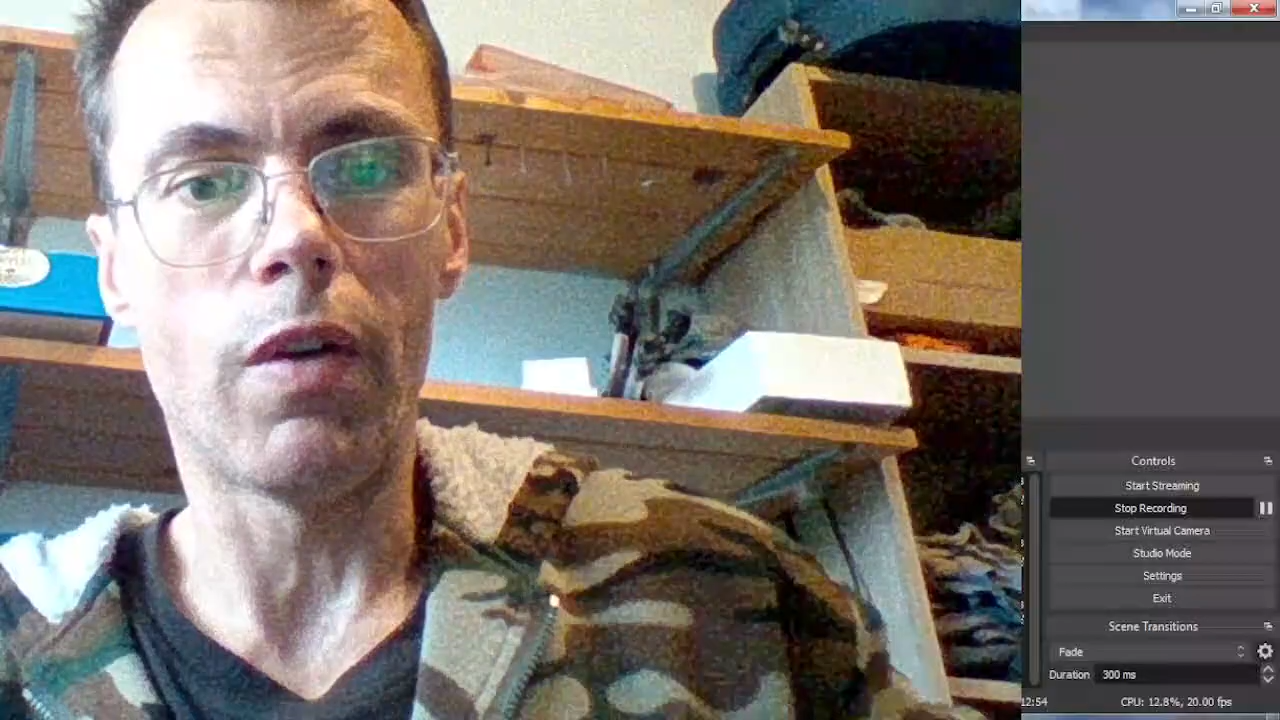 Controls
Start Streaming
Stop Recording
Start Virtual Camera
Studio Mode
Settings
Exit
Scene Transitions
Fade
Duration 300 ms
12:54 CPU: 12.8%, 20.00 fps